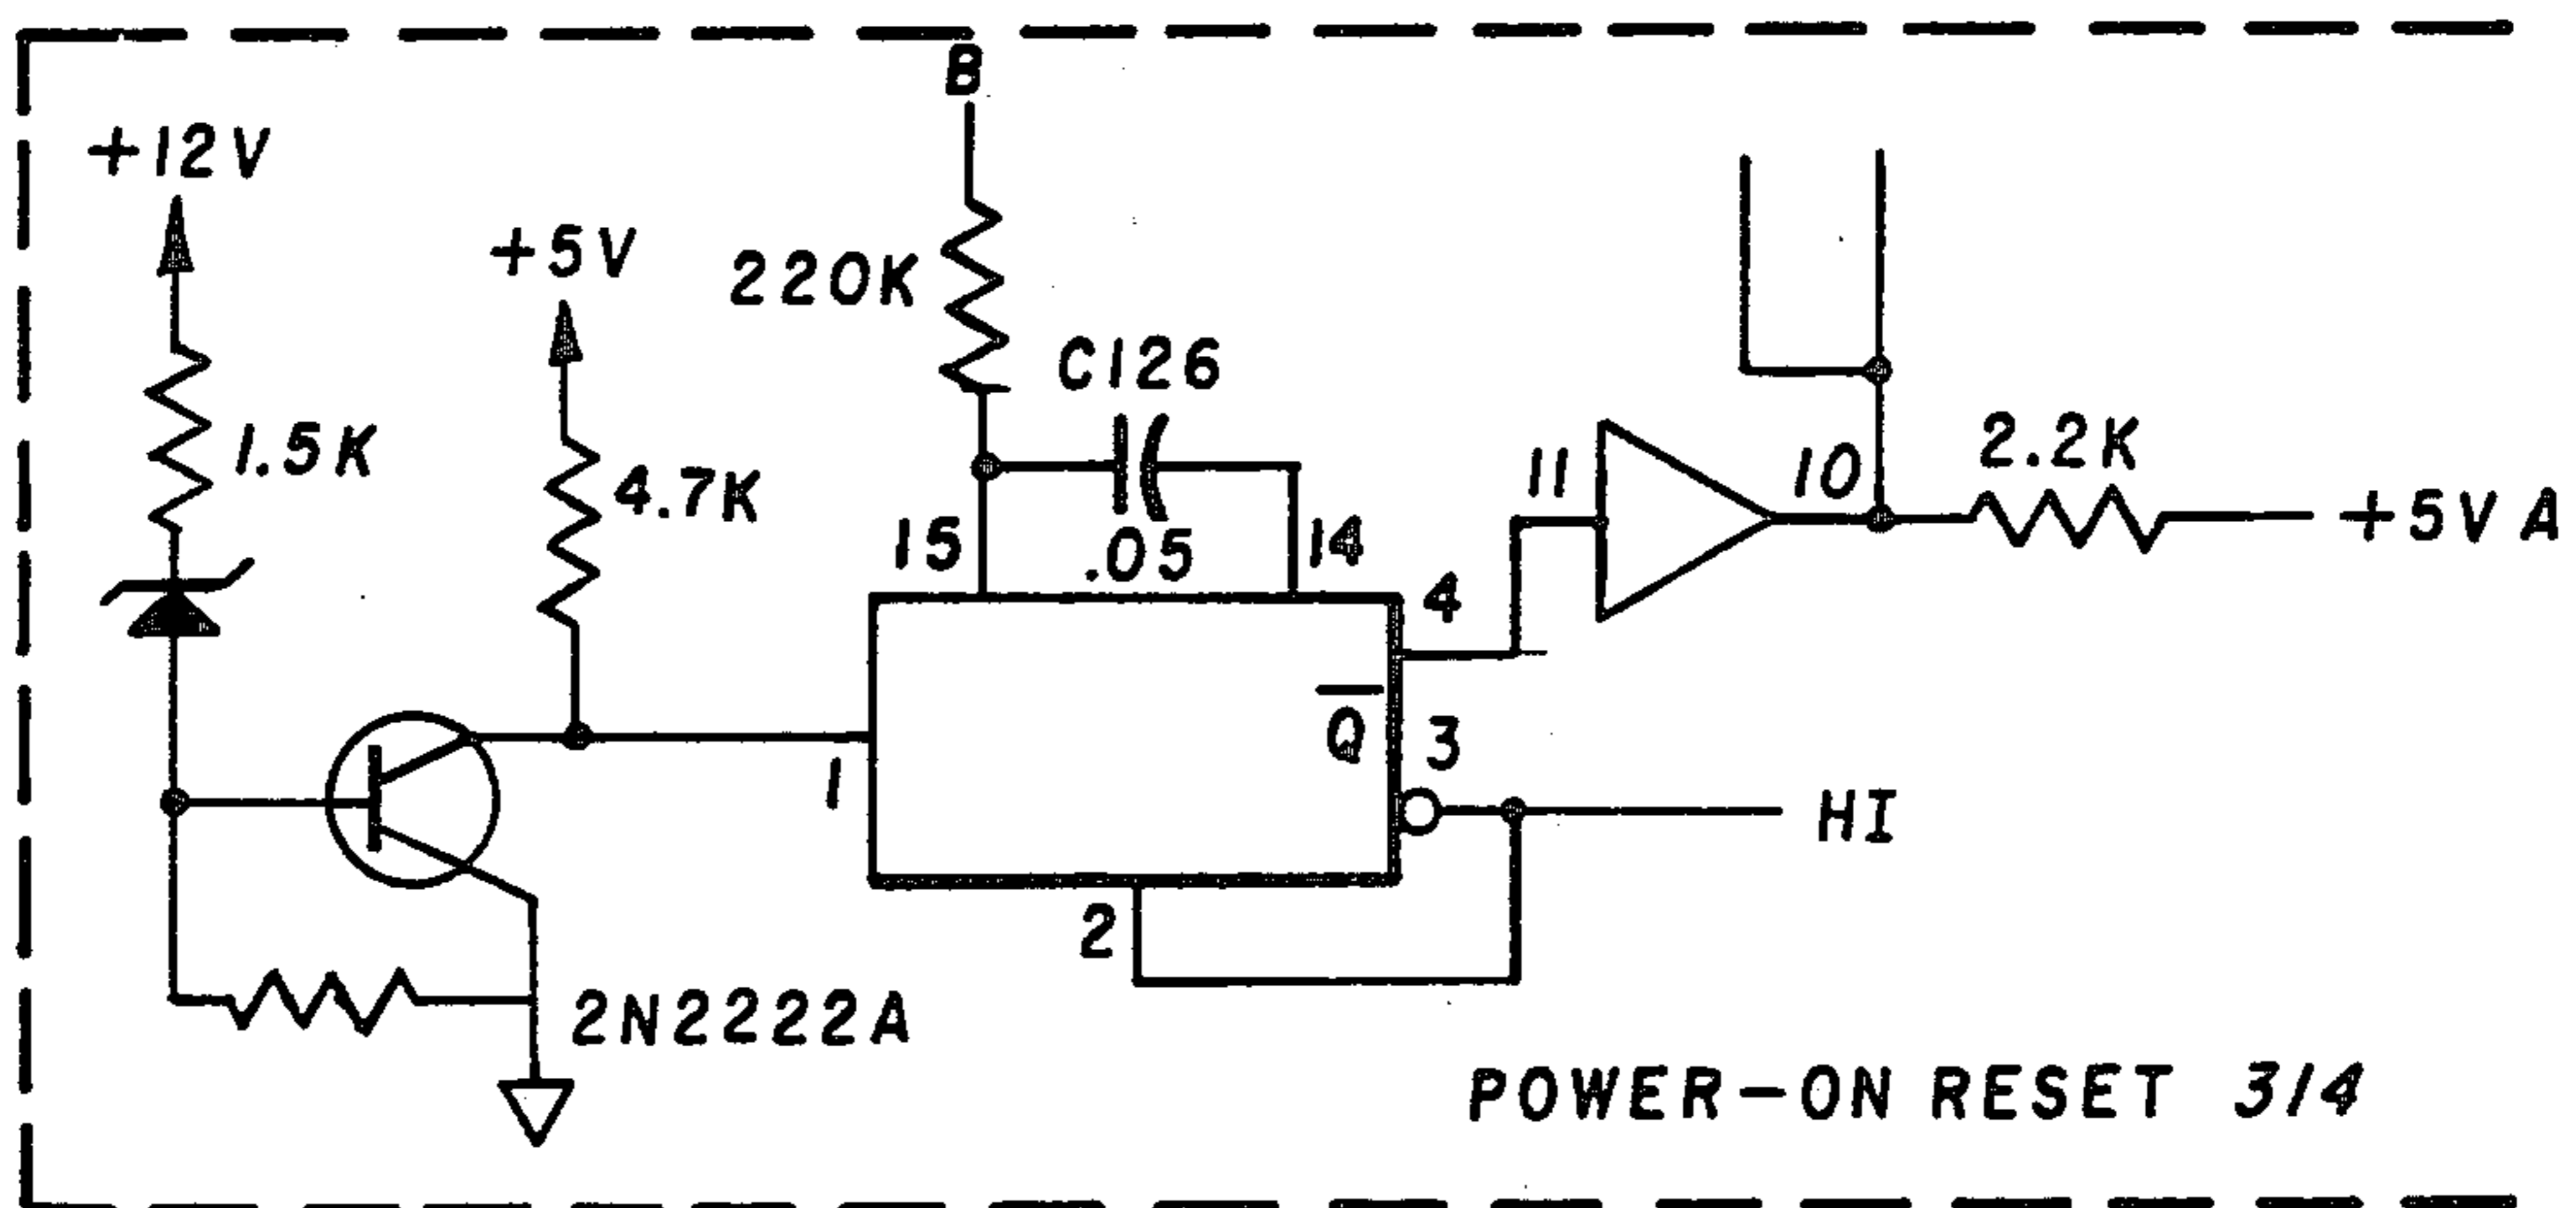 B
+12V
+5V
220K
C126
1.5K
4.7K
15
.05
14
11
10
2.2K
+5V A
4
Q̅
3
1
HI
2
2N2222A
POWER-ON RESET 3/4